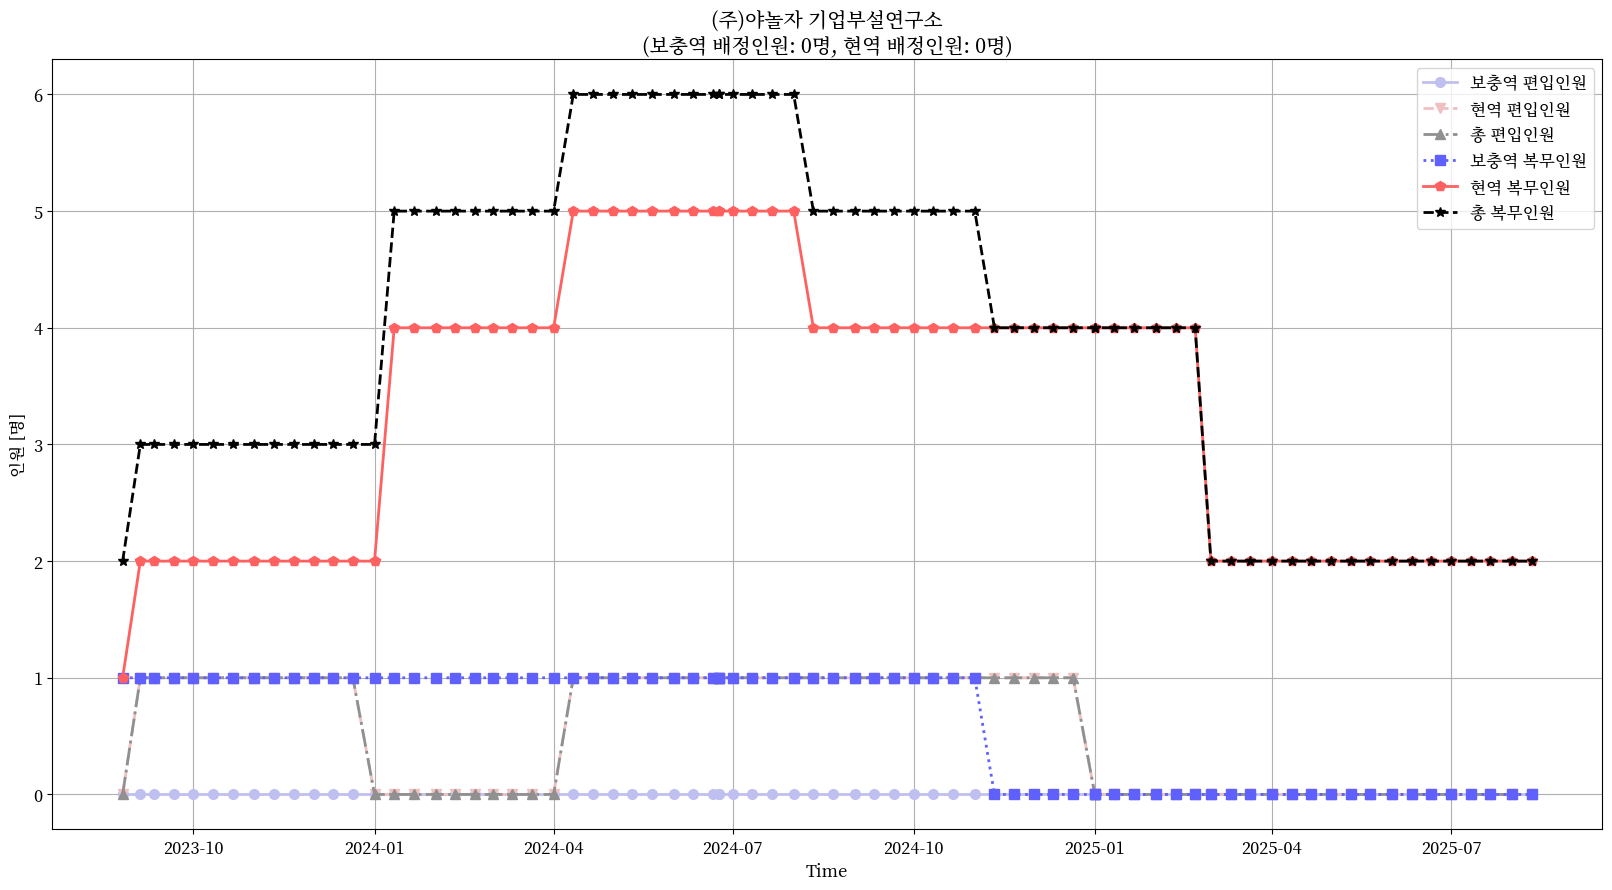 (주)야놀자 기업부설연구소
(보충역 배정인원: 0명, 현역 배정인원: 0명)
보충역 편입인원
현역 편입인원
총 편입인원
보충역 복무인원
현역 복무인원
총 복무인원
인원 [명]
6
5
4
3
2
1
0
2023-10
2024-01
2024-04
2024-07
2024-10
2025-01
2025-04
2025-07
Time